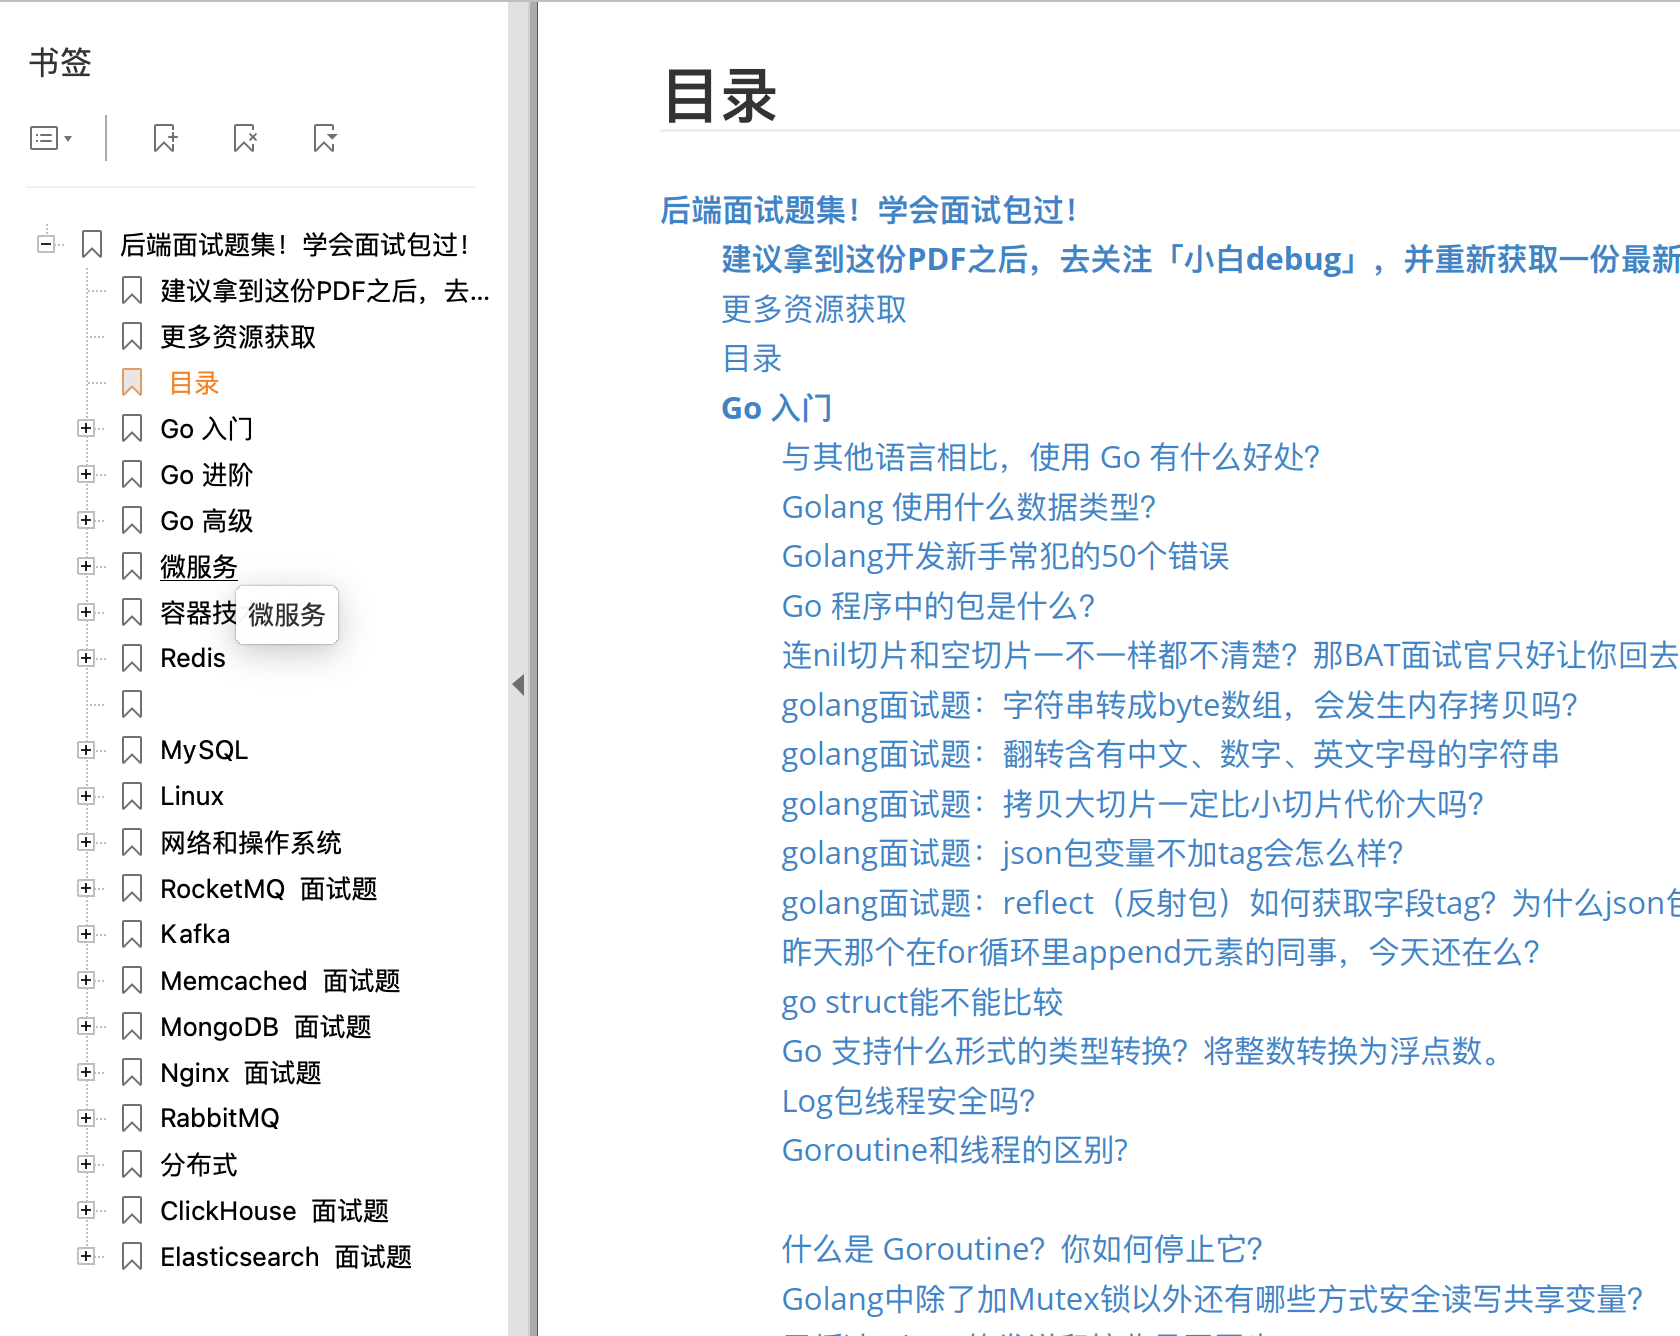 书签
后端面试题集！学会面试包过！
建议拿到这份PDF之后，去...
更多资源获取
目录
Go 入门
Go 进阶
Go 高级
微服务
容器技
微服务
Redis
MySQL
Linux
网络和操作系统
RocketMQ 面试题
Kafka
Memcached 面试题
MongoDB 面试题
Nginx 面试题
RabbitMQ
分布式
ClickHouse 面试题
Elasticsearch 面试题
目录
后端面试题集！学会面试包过！
建议拿到这份PDF之后，去关注「小白debug」，并重新获取一份最新
更多资源获取
目录
Go 入门
与其他语言相比，使用 Go 有什么好处？
Golang 使用什么数据类型？
Golang开发新手常犯的50个错误
Go 程序中的包是什么？
连nil切片和空切片一不一样都不清楚？那BAT面试官只好让你回去
golang面试题：字符串转成byte数组，会发生内存拷贝吗？
golang面试题：翻转含有中文、数字、英文字母的字符串
golang面试题：拷贝大切片一定比小切片代价大吗？
golang面试题：json包变量不加tag会怎么样？
golang面试题：reflect（反射包）如何获取字段tag？为什么json包
昨天那个在for循环里append元素的同事，今天还在么？
go struct能不能比较
Go 支持什么形式的类型转换？将整数转换为浮点数。
Log包线程安全吗？
Goroutine和线程的区别?
什么是 Goroutine？你如何停止它？
Golang中除了加Mutex锁以外还有哪些方式安全读写共享变量？